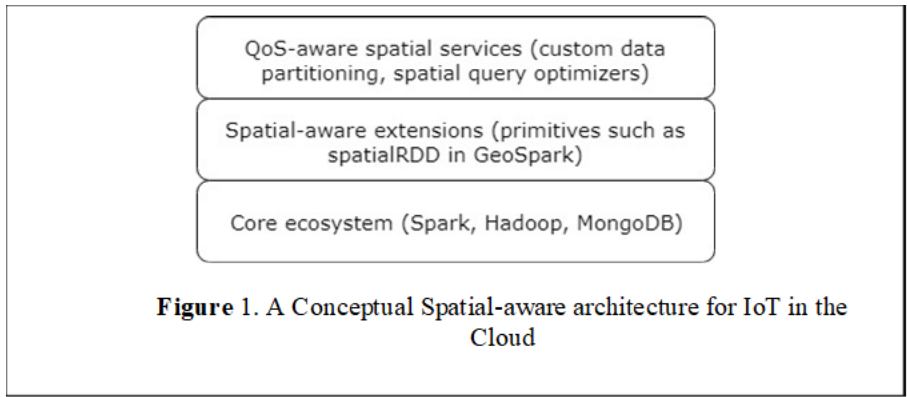 QoS-aware spatial services (custom data
partitioning, spatial query optimizers)
Spatial-aware extensions (primitives such as
spatialRDD in GeoSpark)
Core ecosystem (Spark, Hadoop, MongoDB)
Figure 1. A Conceptual Spatial-aware architecture for IoT in the
Cloud